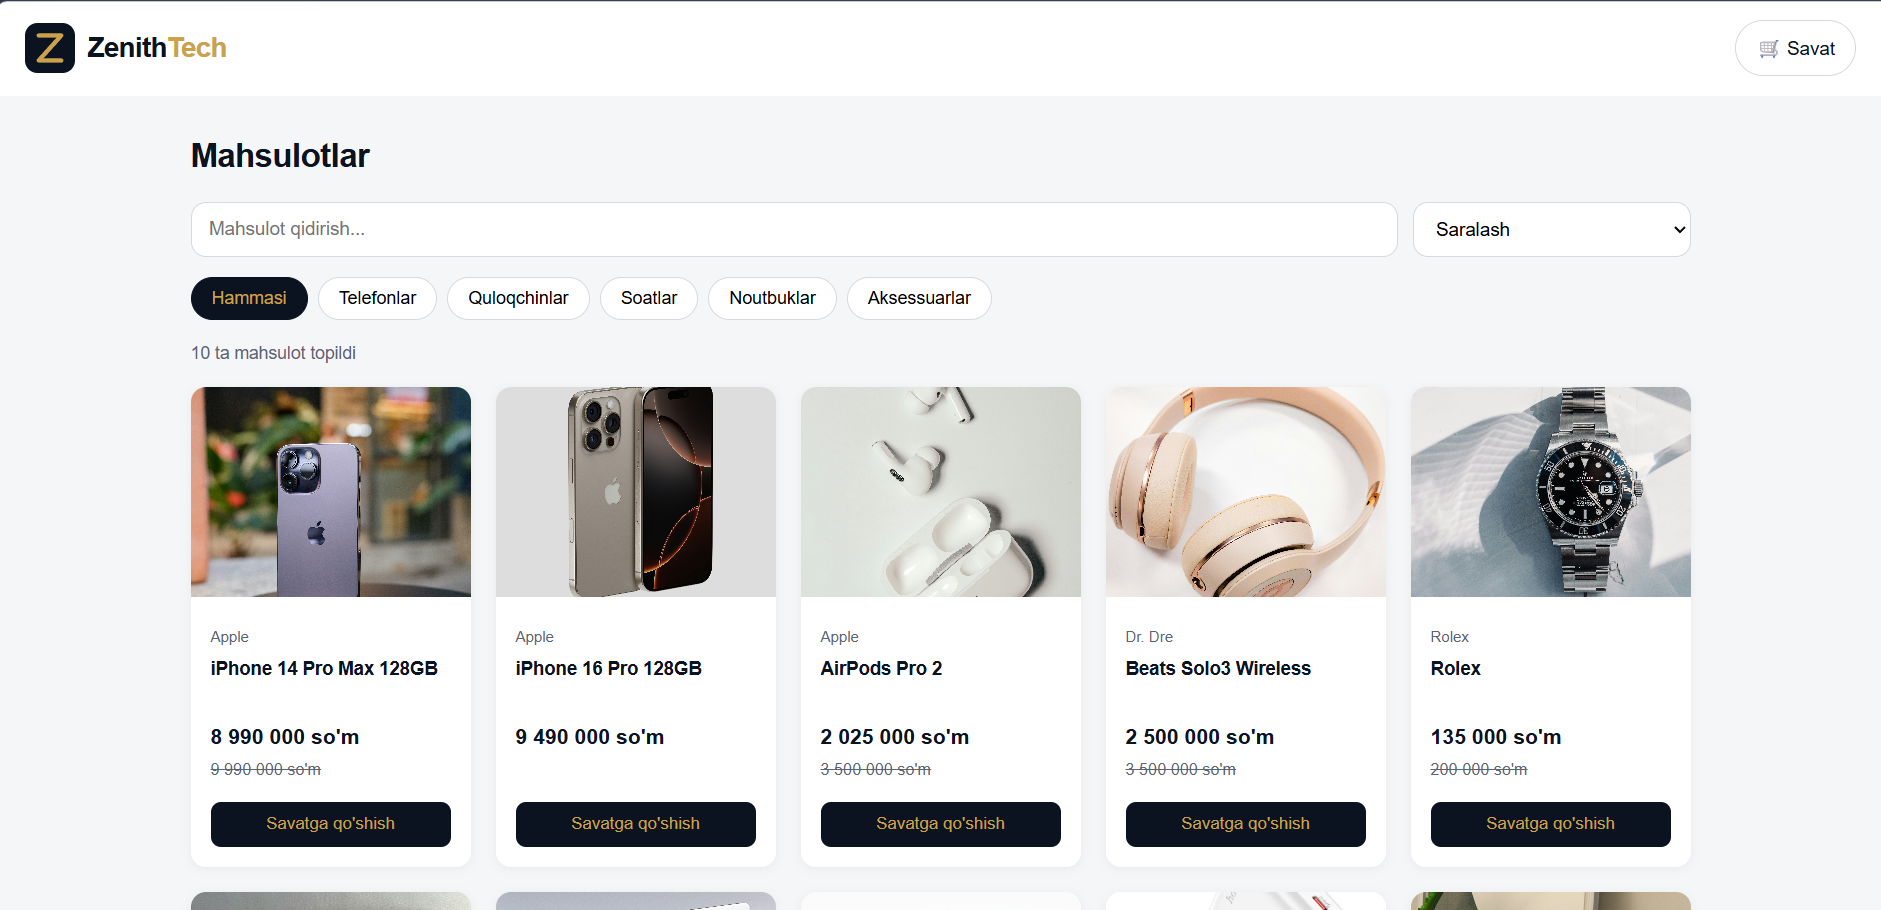 ZenithTech
Savat
Mahsulotlar
Mahsulot qidirish...
Saralash
Hammasi
Telefonlar
Quloqchinlar
Soatlar
Noutbuklar
Aksessuarlar
10 ta mahsulot topildi
Apple
iPhone 14 Pro Max 128GB
8 990 000 so'm
9 990 000 so'm
Savatga qo'shish
Apple
iPhone 16 Pro 128GB
9 490 000 so'm
Savatga qo'shish
Apple
AirPods Pro 2
2 025 000 so'm
3 500 000 so'm
Savatga qo'shish
Dr. Dre
Beats Solo3 Wireless
2 500 000 so'm
3 500 000 so'm
Savatga qo'shish
Rolex
Rolex
135 000 so'm
200 000 so'm
Savatga qo'shish